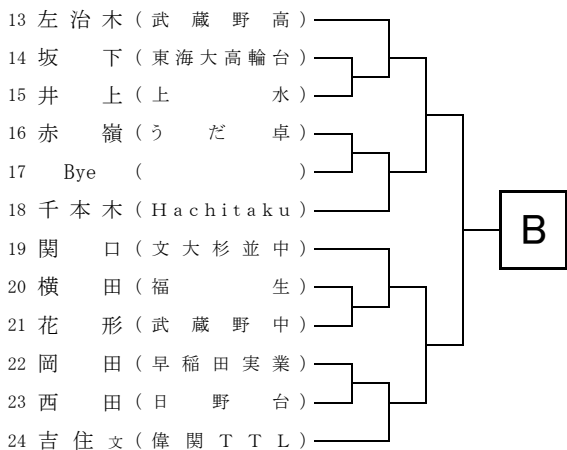 13 左治木 (武蔵野高)
14 坂下 (東海大高輪台)
15 井上 (上水)
16 赤嶺 (うだ卓)
17 Bye ( )
18 千本木 (Hachitaku)
19 関口 (文大杉並中)
20 横田 (福生)
21 花形 (武蔵野中)
22 岡田 (早稲田実業)
23 西田 (日野台)
24 吉住文 (偉関TTL)
B